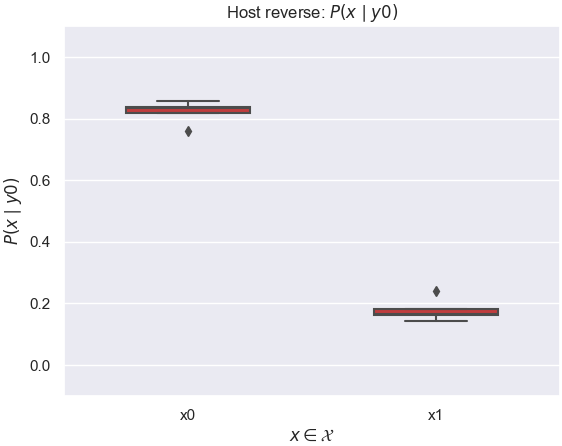 Host reverse: P(x | y0)
P(x | y0)
1.0
0.8
0.6
0.4
0.2
0.0
x0 x1
x ∈ 𝒳